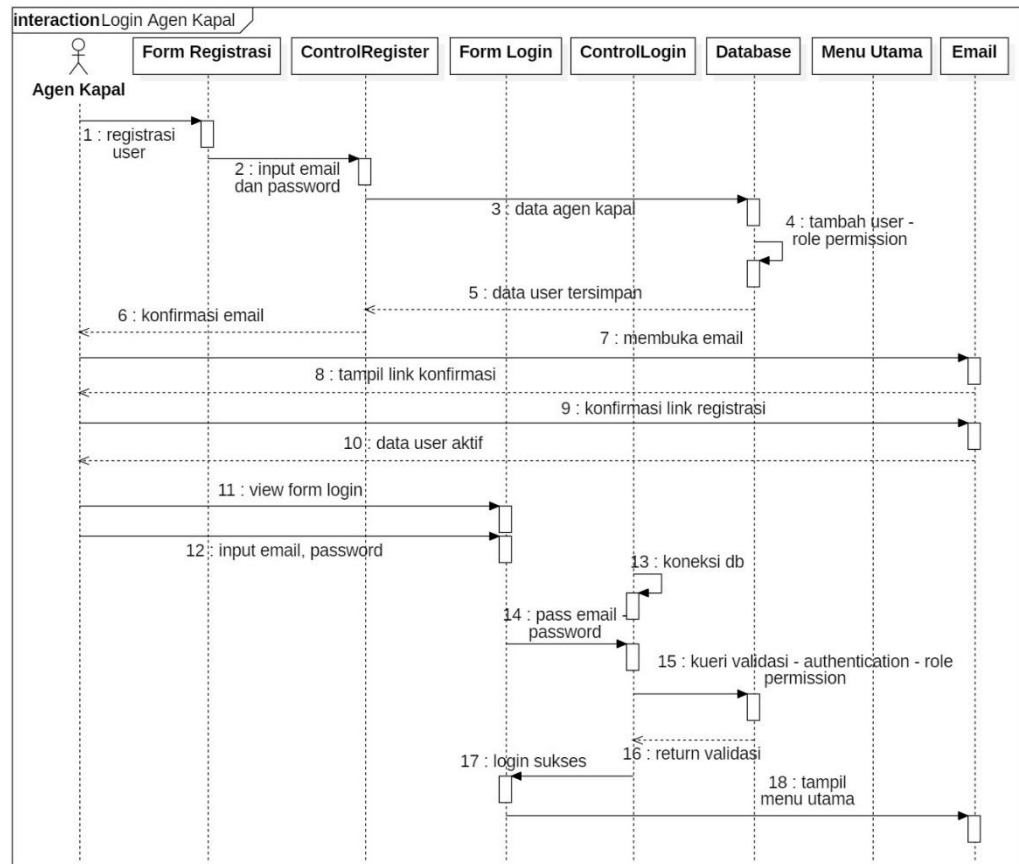 interaction Login Agen Kapal
Form Registrasi
ControlRegister
Form Login
ControlLogin
Database
Menu Utama
Email
Agen Kapal
1 : registrasi
user
2 : input email
dan password
3 : data agen kapal
4 : tambah user -
role permission
5 : data user tersimpan
6 : konfirmasi email
7 : membuka email
8 : tampil link konfirmasi
9 : konfirmasi link registrasi
10 : data user aktif
11 : view form login
12 : input email, password
13 : koneksi db
14 : pass email -
password
15 : kueri validasi - authentication - role
permission
16 : return validasi
17 : login sukses
18 : tampil
menu utama